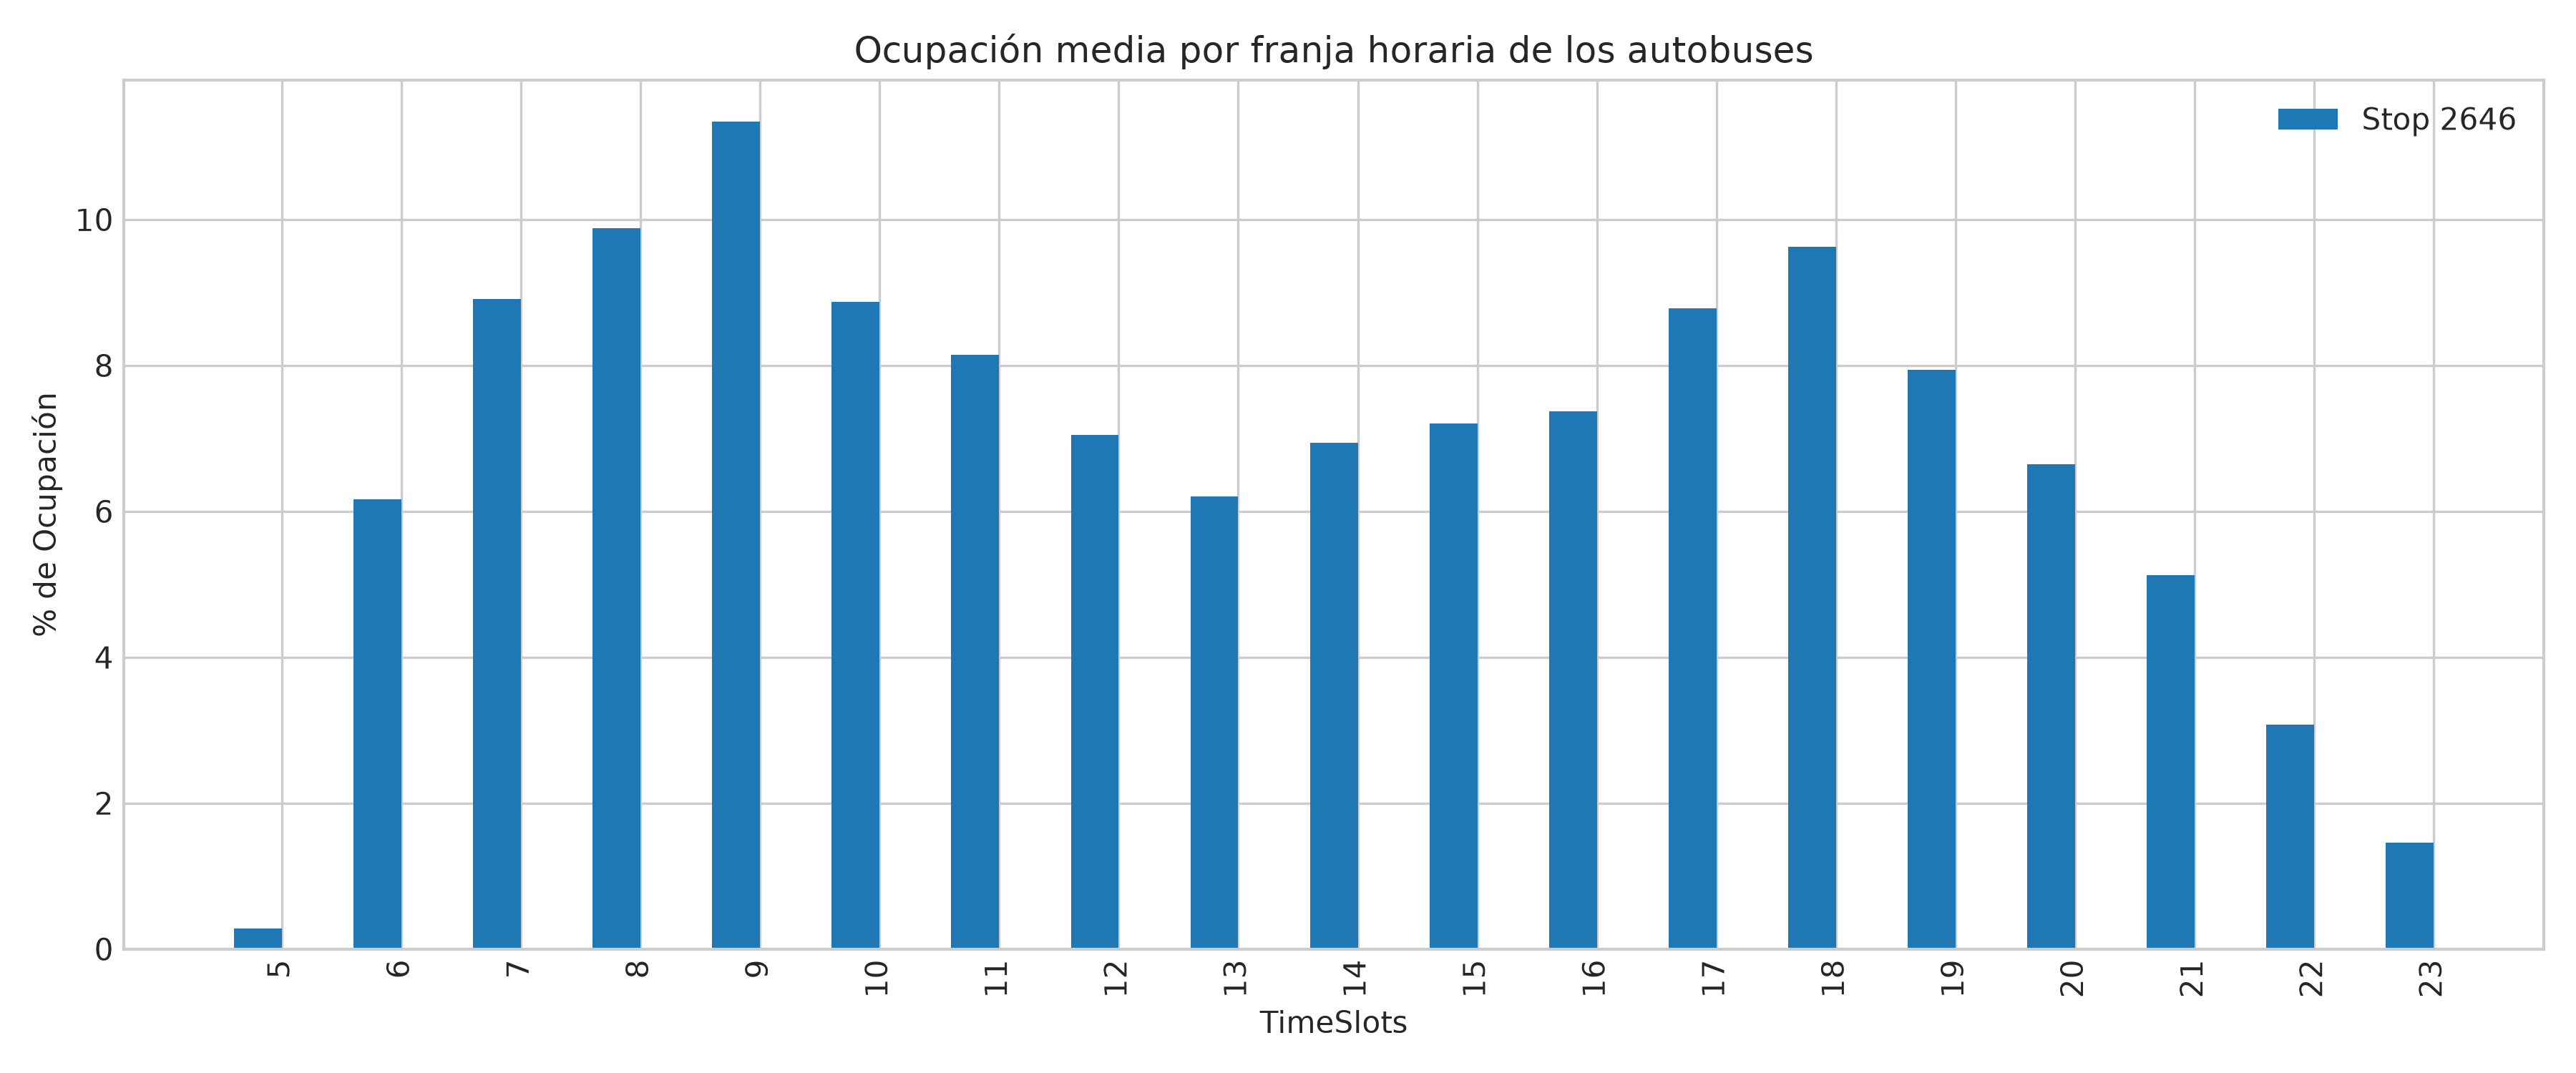 Ocupación media por franja horaria de los autobuses
Stop 2646
% de Ocupación
10
8
6
4
2
0
5 6 7 8 9 10 11 12 13 14 15 16 17 18 19 20 21 22 23
TimeSlots